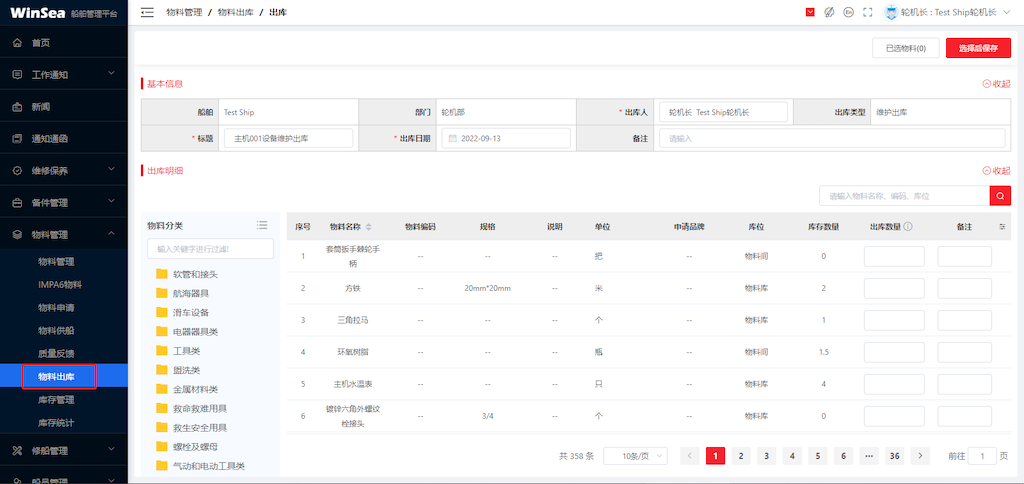 WinSea 船舶管理平台
首页
工作通知
新闻
通知通函
维修保养
备件管理
物料管理
物料管理
IMPA6物料
物料申请
物料供船
质量反馈
物料出库
库存管理
库存统计
修船管理
船员管理
物料管理 / 物料出库 / 出库
En 轮机长 : Test Ship轮机长
已选物料(0) 选择后保存
基本信息 收起
船舶 Test Ship 部门 轮机部 * 出库人 轮机长 Test Ship轮机长 出库类型 维护出库
* 标题 主机001设备维护出库 * 出库日期 2022-09-13 备注 请输入
出库明细 收起
请输入物料名称、编码、库位
物料分类
输入关键字进行过滤!
软管和接头
航海器具
滑车设备
电器器具类
工具类
盥洗类
金属材料类
救命救难用具
救生安全用具
螺栓及螺母
气动和电动工具类
序号 物料名称 物料编码 规格 说明 单位 申请品牌 库位 库存数量 出库数量 备注
1 套筒扳手棘轮手柄 -- -- -- 把 -- 物料间 0
2 方铁 -- 20mm*20mm -- 米 -- 物料库 2
3 三角拉马 -- -- -- 个 -- 物料库 1
4 环氧树脂 -- -- -- 瓶 -- 物料间 1.5
5 主机水温表 -- -- -- 只 -- 物料库 4
6 镀锌六角外螺纹栓接头 -- 3/4 -- 个 -- 物料库 0
共 358 条 10条/页 < 1 2 3 4 5 6 ••• 36 > 前往 1 页